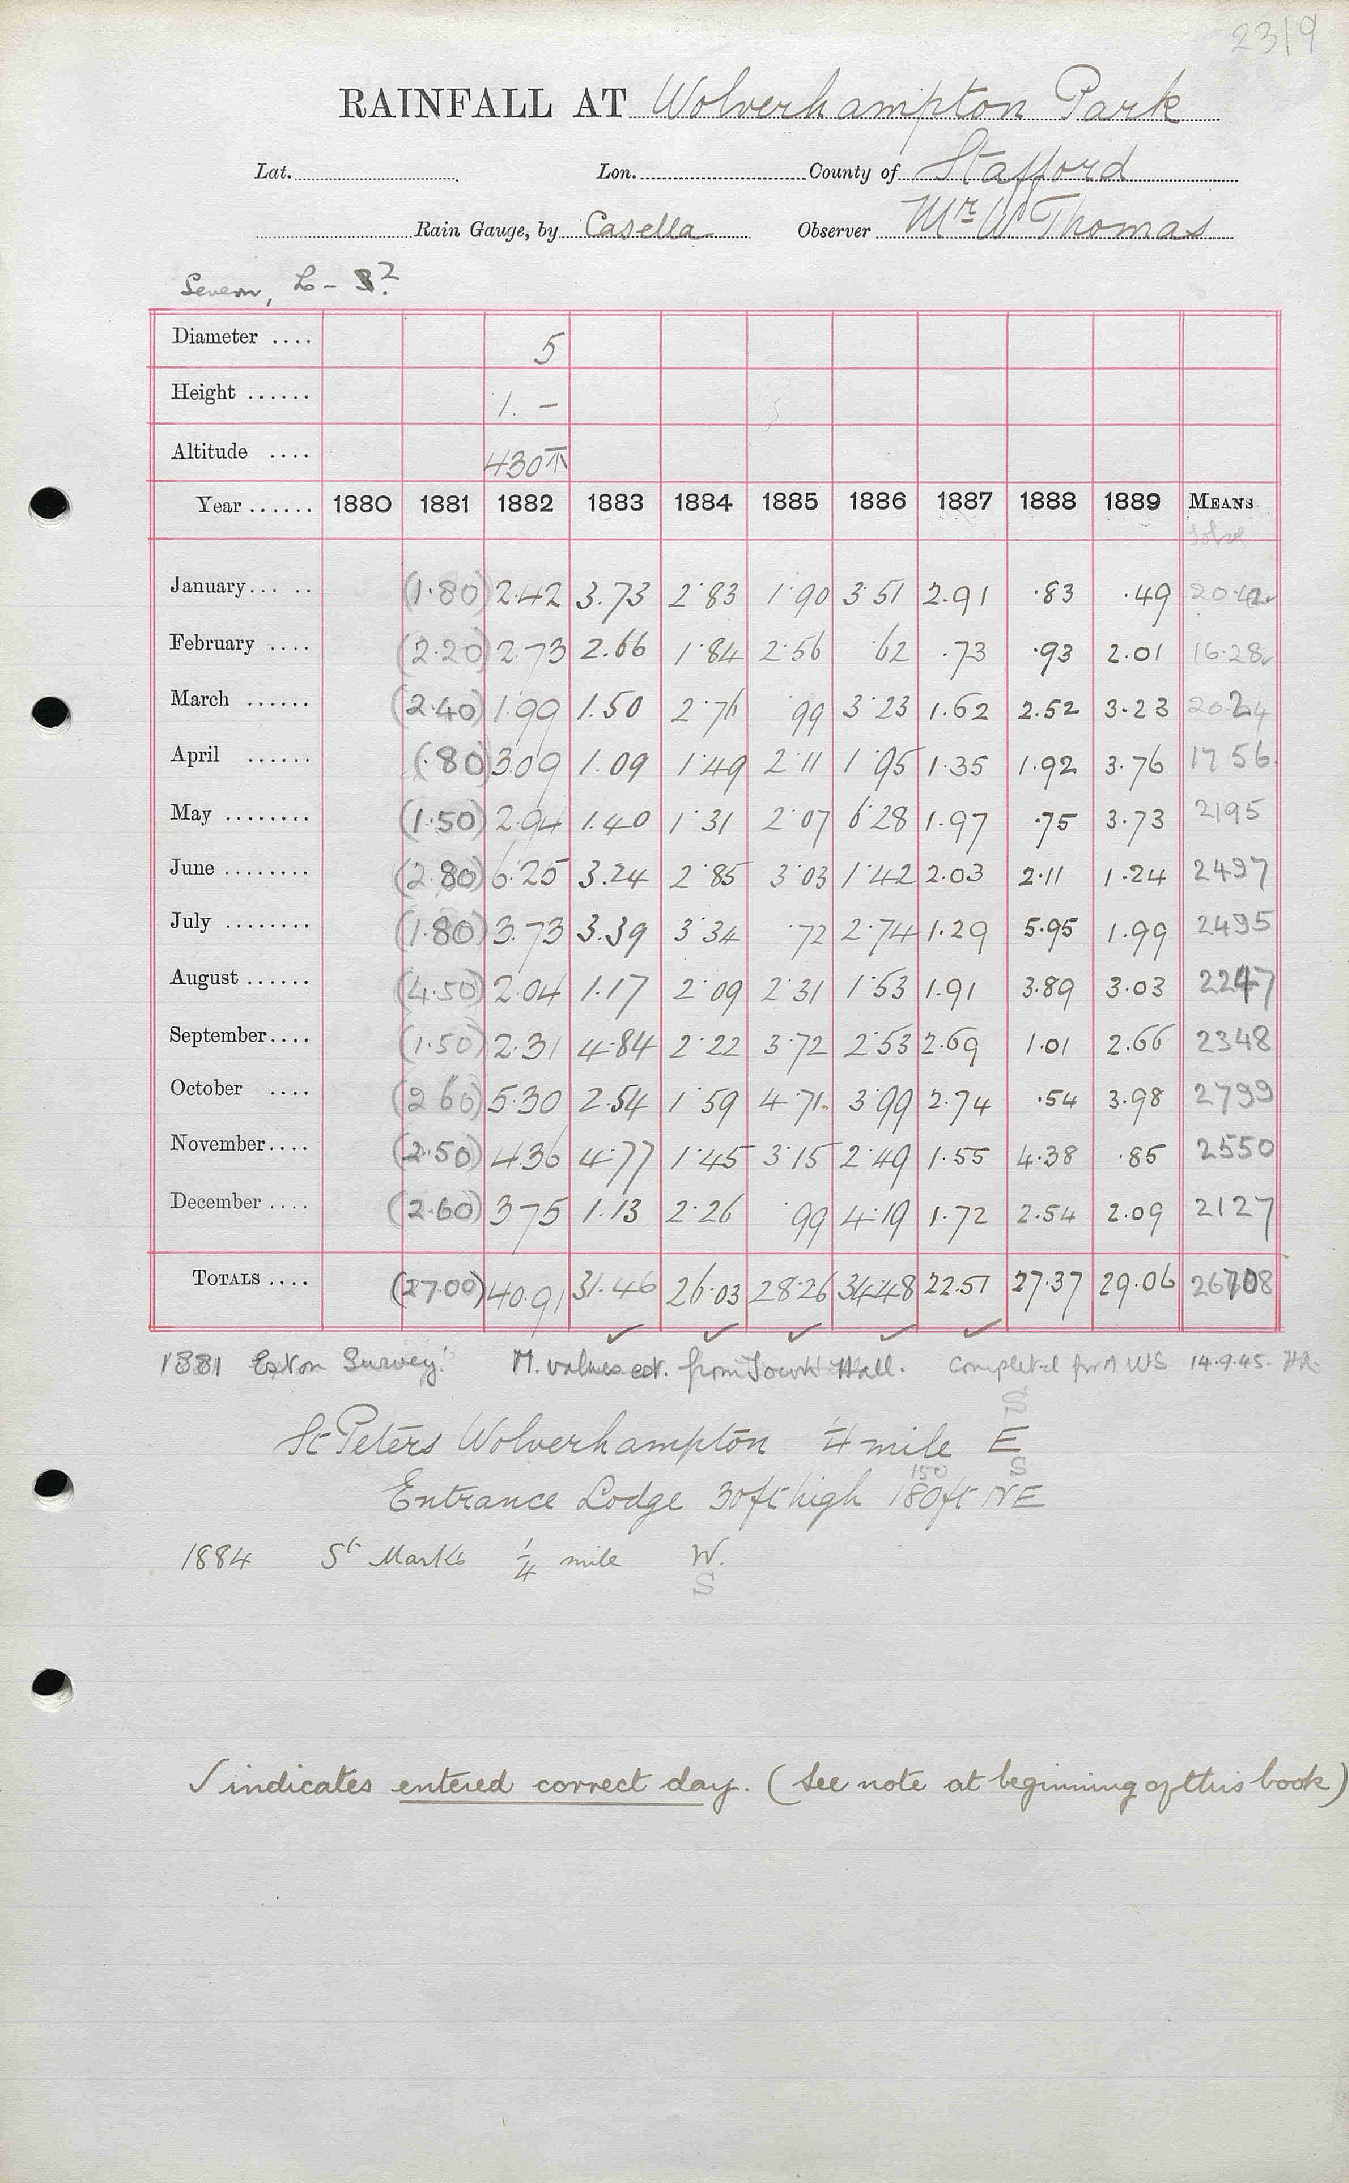 2319
RAINFALL AT Wolverhampton Park
Lat. Lon. County of Stafford
Rain Gauge, by Casella Observer Mr W Thomas
Severn, L - S?
Diameter .... 5
Height ...... 1. –
Altitude .... 430 T
Year ...... 1880 1881 1882 1883 1884 1885 1886 1887 1888 1889 MEANS
January... .. (1.80) 2.42 3.73 2.83 1.90 3.51 2.91 .83 .49 20.42
February .... (2.20) 2.73 2.66 1.84 2.56 .62 .73 .93 2.01 16.28
March ...... (2.40) 1.99 1.50 2.76 .99 3.23 1.62 2.52 3.23 20.24
April ...... (.80) 3.09 1.09 1.49 2.11 1.95 1.35 1.92 3.76 17 56
May ........ (1.50) 2.94 1.40 1.31 2.07 6.28 1.97 .75 3.73 2195
June ........ (2.80) 6.25 3.24 2.85 3.03 1.42 2.03 2.11 1.24 2497
July ........ (1.80) 3.73 3.39 3.34 .72 2.74 1.29 5.95 1.99 2495
August ...... (4.50) 2.04 1.17 2.09 2.31 1.53 1.91 3.89 3.03 2247
September.... (1.50) 2.31 4.84 2.22 3.72 2.53 2.69 1.01 2.66 2348
October .... (2 60) 5.30 2.54 1.59 4.71 3.99 2.74 .54 3.98 2799
November.... (2.50) 4.36 4.77 1.45 3.15 2.49 1.55 4.38 .85 2550
December .... (2.60) 3.75 1.13 2.26 .99 4.19 1.72 2.54 2.09 2127
TOTALS .... (27.00) 40.91 31.46 26.03 28.26 34.48 22.51 27.37 29.06 26708
✓ ✓ ✓ ✓ ✓
1881 Exton Survey. M. values est. from Town Hall. Completed for A WS 14.9.45. HR.
S
St Peters Wolverhampton ¼ mile E
150 S
Entrance Lodge 30ft high 180ft NE
1884 St Marks ¼ mile W.
S
✓ indicates entered correct day. (See note at beginning of this book)